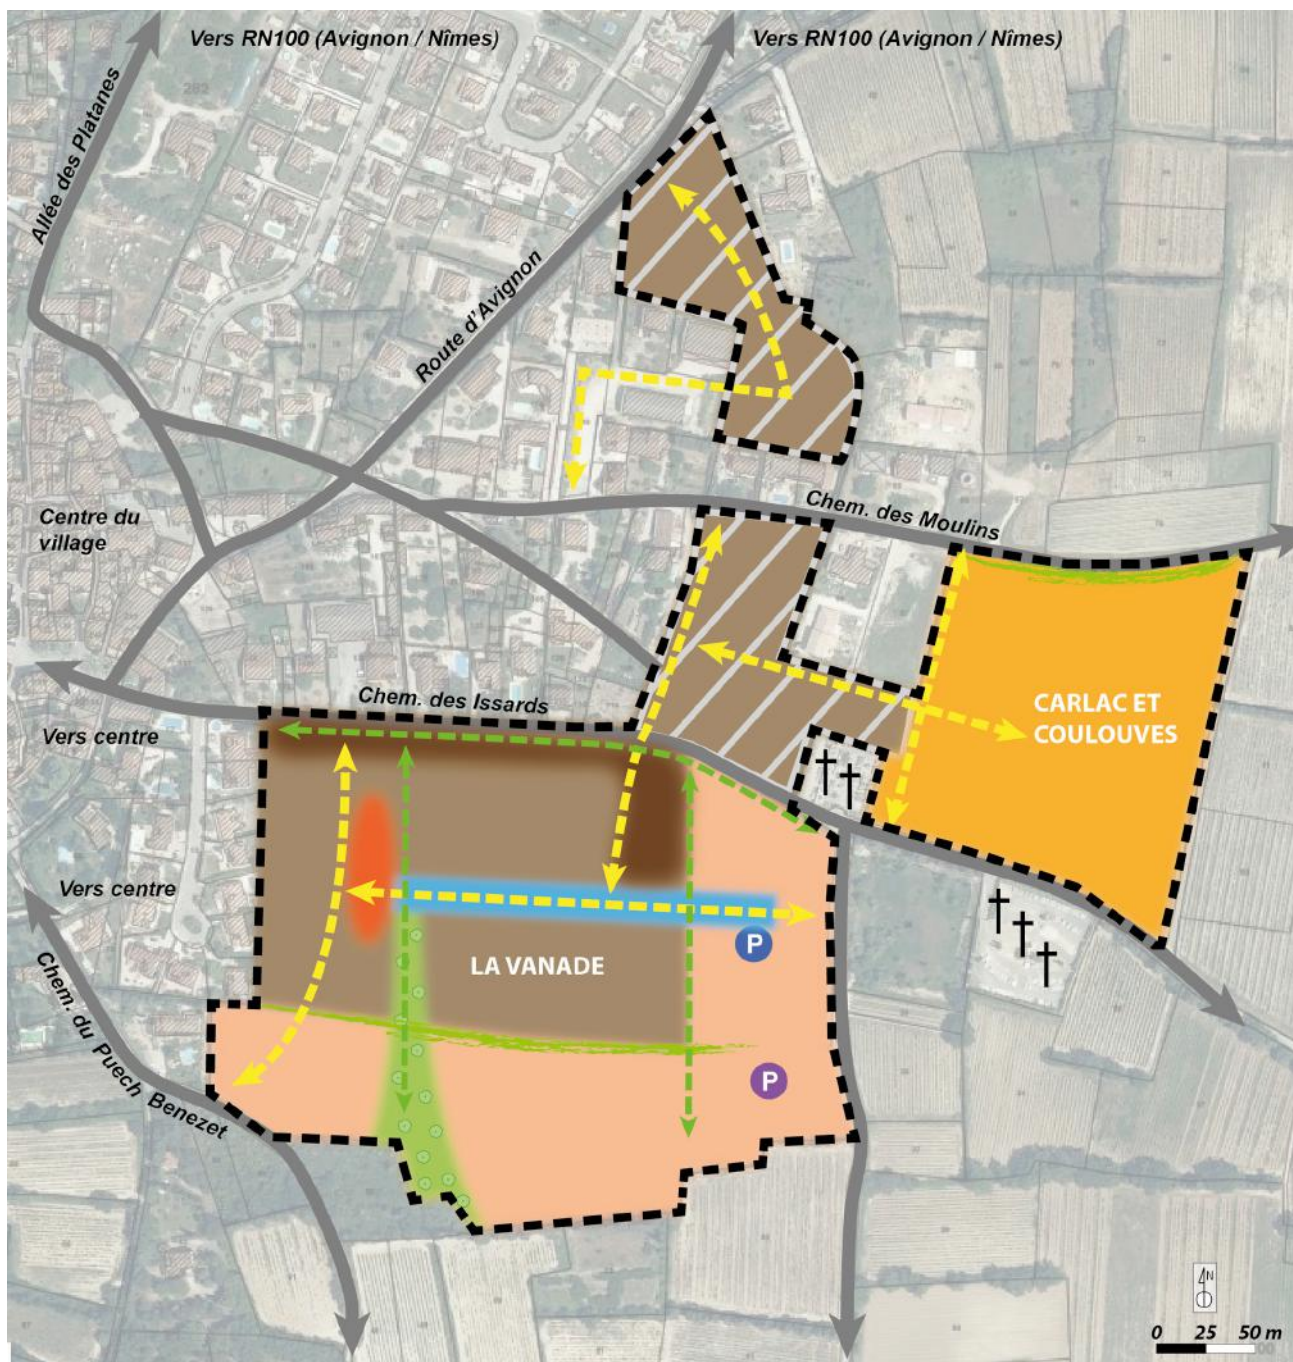 Vers RN100 (Avignon / Nîmes)
Vers RN100 (Avignon / Nîmes)
Allée des Platanes
Route d'Avignon
Centre du
village
Chem. des Moulins
Chem. des Issards
CARLAC ET
COULOUVES
Vers centre
Vers centre
P
LA VANADE
Chem. du Puech Benezet
P
N
0 25 50 m